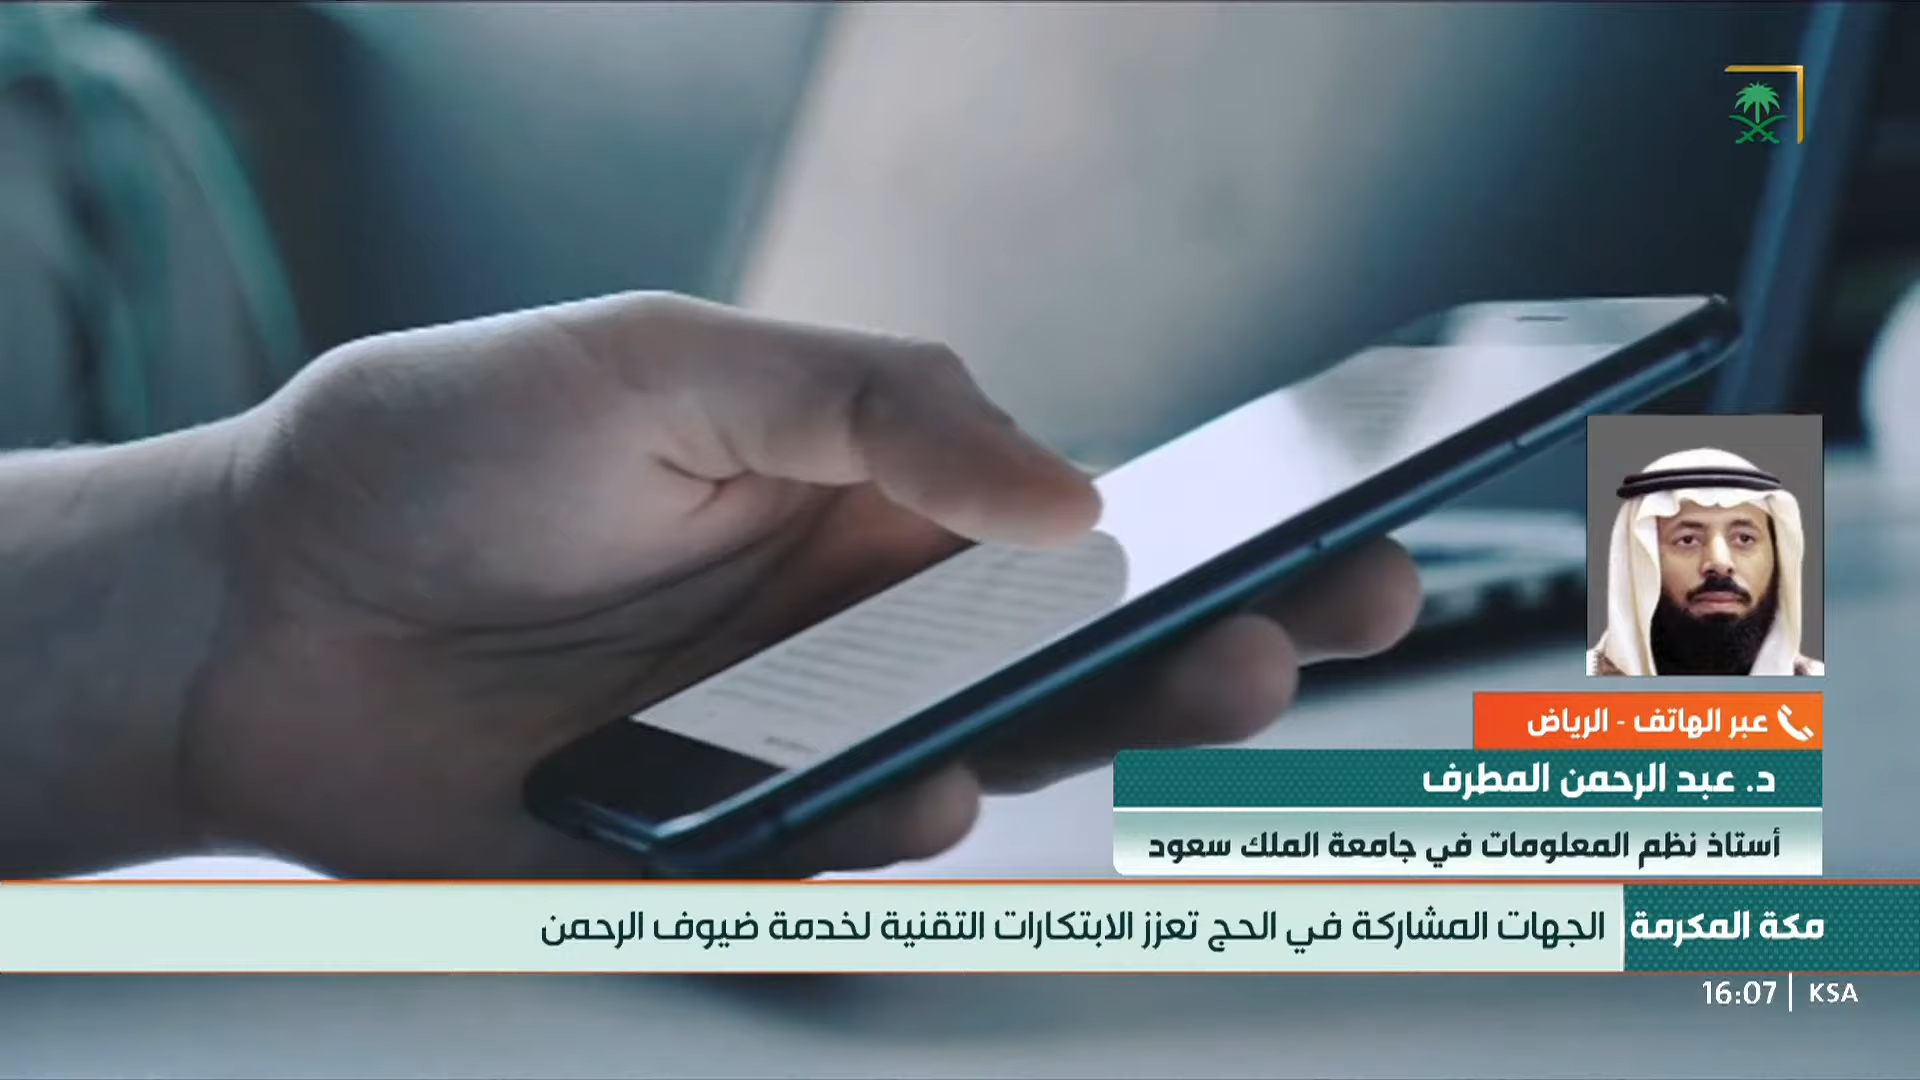 عبر الهاتف - الرياض
د. عبد الرحمن المطرف
أستاذ نظم المعلومات في جامعة الملك سعود
مكة المكرمة
الجهات المشاركة في الحج تعزز الابتكارات التقنية لخدمة ضيوف الرحمن
16:07 | KSA